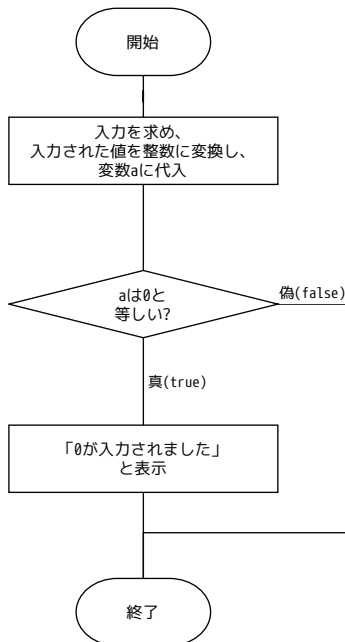 開始
入力を求め、
入力された値を整数に変換し、
変数aに代入
aは0と
等しい?
偽(false)
真(true)
「0が入力されました」
と表示
終了